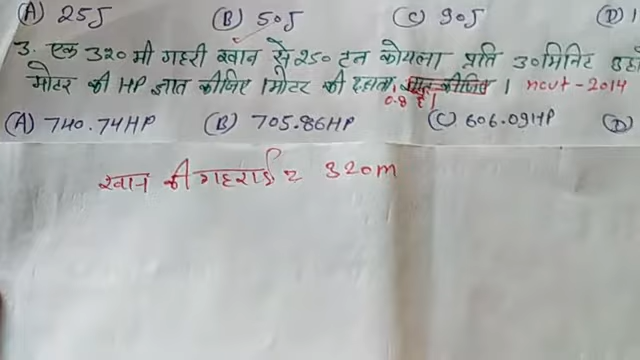 (A) 25J (B) 50J (C) 90J (D) 1
3. एक 320 मी गहरी खान से 250 टन कोयला प्रति 30 मिनिट
मोटर की HP ज्ञात कीजिए । मोटर की दक्षता । ncvt - 2014
0.8 है।
(A) 740.74HP (B) 705.86HP (C) 606.09HP (D)
खान की गहराई = 320m